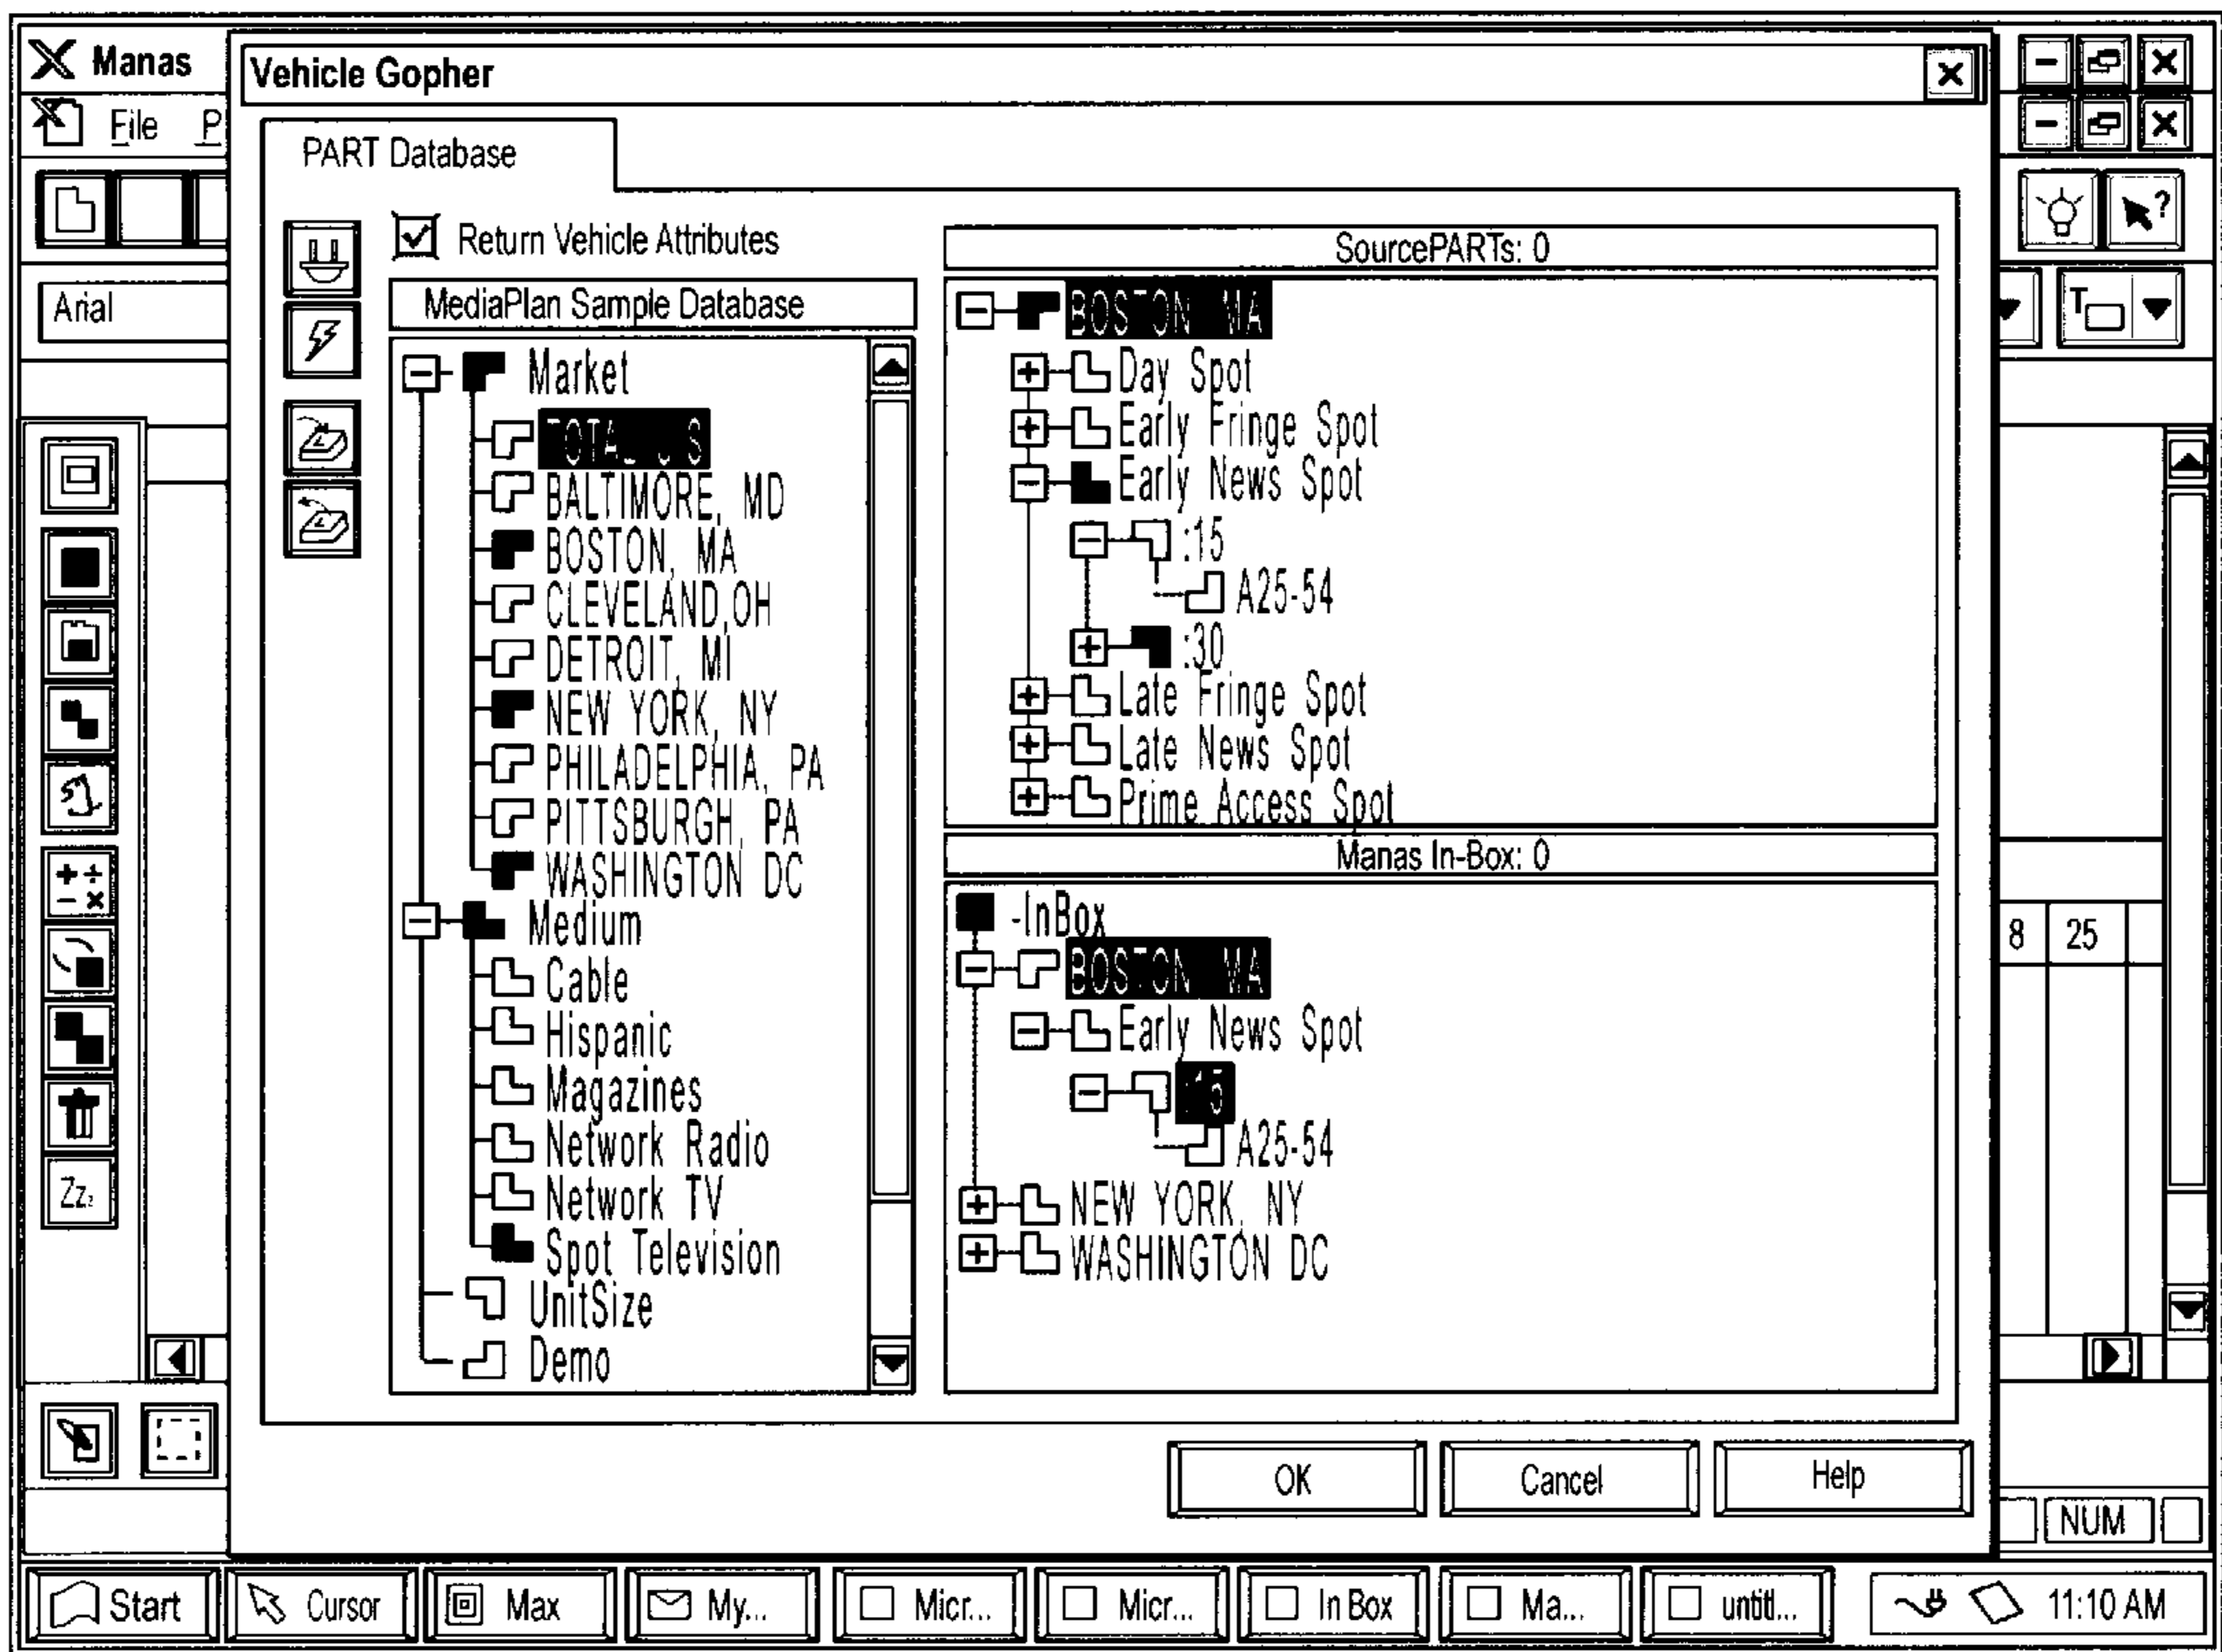 Manas
Vehicle Gopher
File P
PART Database
Return Vehicle Attributes
Arial
MediaPlan Sample Database
Market
TOTAL U S
BALTIMORE, MD
BOSTON, MA
CLEVELAND,OH
DETROIT, MI
NEW YORK, NY
PHILADELPHIA, PA
PITTSBURGH, PA
WASHINGTON DC
Medium
Cable
Hispanic
Magazines
Network Radio
Network TV
Spot Television
UnitSize
Demo
SourcePARTs: 0
BOSTON MA
Day Spot
Early Fringe Spot
Early News Spot
:15
A25-54
:30
Late Fringe Spot
Late News Spot
Prime Access Spot
Manas In-Box: 0
-InBox
BOSTON MA
Early News Spot
:15
A25-54
NEW YORK, NY
WASHINGTON DC
?
T
8 25
Zzz
OK Cancel Help
NUM
Start Cursor Max My... Micr... Micr... In Box Ma... untitl... 11:10 AM